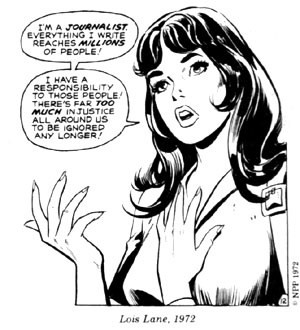 I'M A JOURNALIST.
EVERYTHING I WRITE
REACHES MILLIONS
OF PEOPLE!
I HAVE A
RESPONSIBILITY
TO THOSE PEOPLE!
THERE'S FAR TOO
MUCH INJUSTICE
ALL AROUND US
TO BE IGNORED
ANY LONGER!
© NPP 1972
Lois Lane, 1972